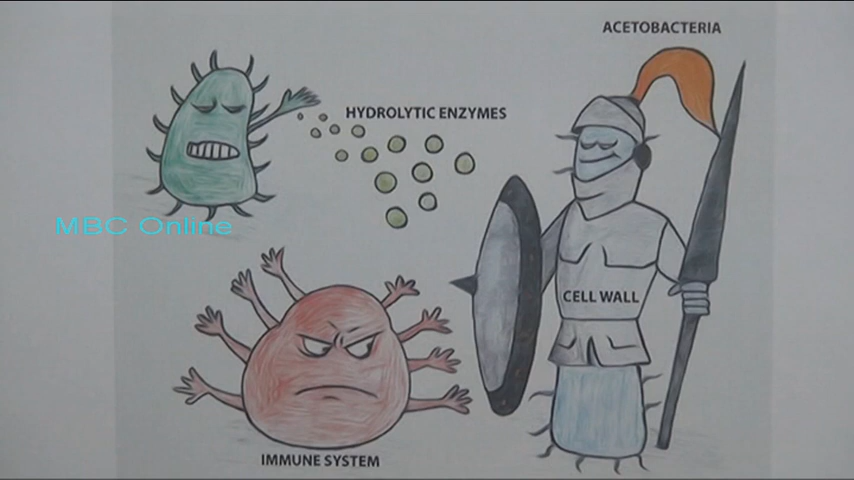 ACETOBACTERIA
HYDROLYTIC ENZYMES
MBC Online
CELL WALL
IMMUNE SYSTEM